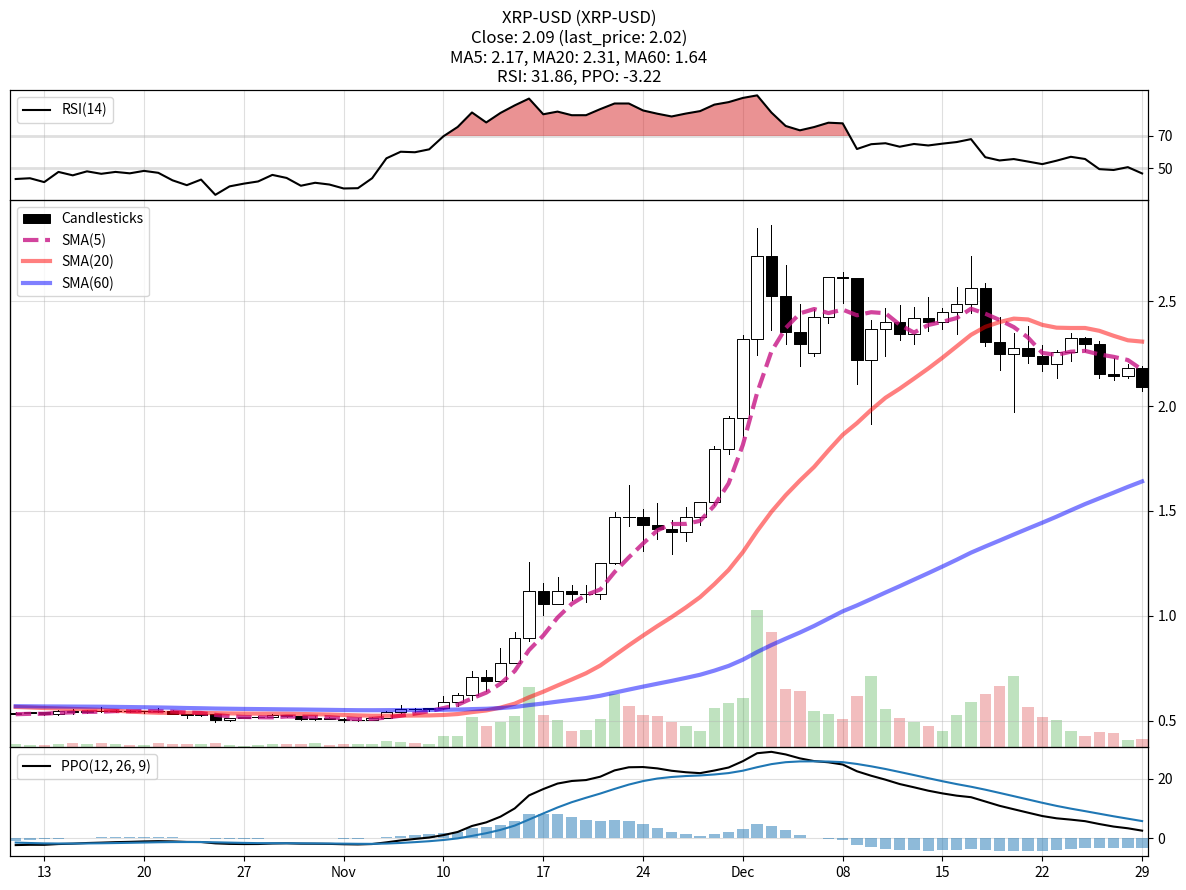 XRP-USD (XRP-USD)
Close: 2.09 (last_price: 2.02)
MA5: 2.17, MA20: 2.31, MA60: 1.64
RSI: 31.86, PPO: -3.22
RSI(14)
70
50
Candlesticks
SMA(5)
SMA(20)
SMA(60)
2.5
2.0
1.5
1.0
0.5
PPO(12, 26, 9)
20
0
13 20 27 Nov 10 17 24 Dec 08 15 22 29